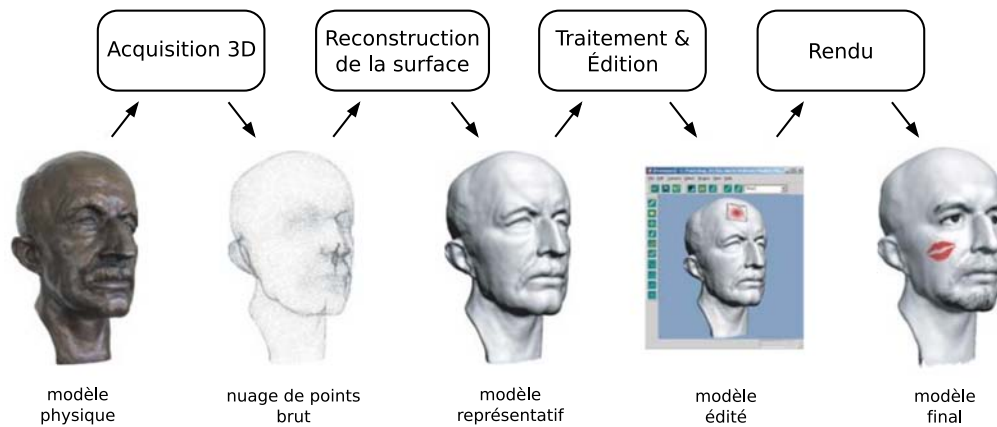 Acquisition 3D
Reconstruction
de la surface
Traitement &
Édition
Rendu
modèle
physique
nuage de points
brut
modèle
représentatif
modèle
édité
modèle
final